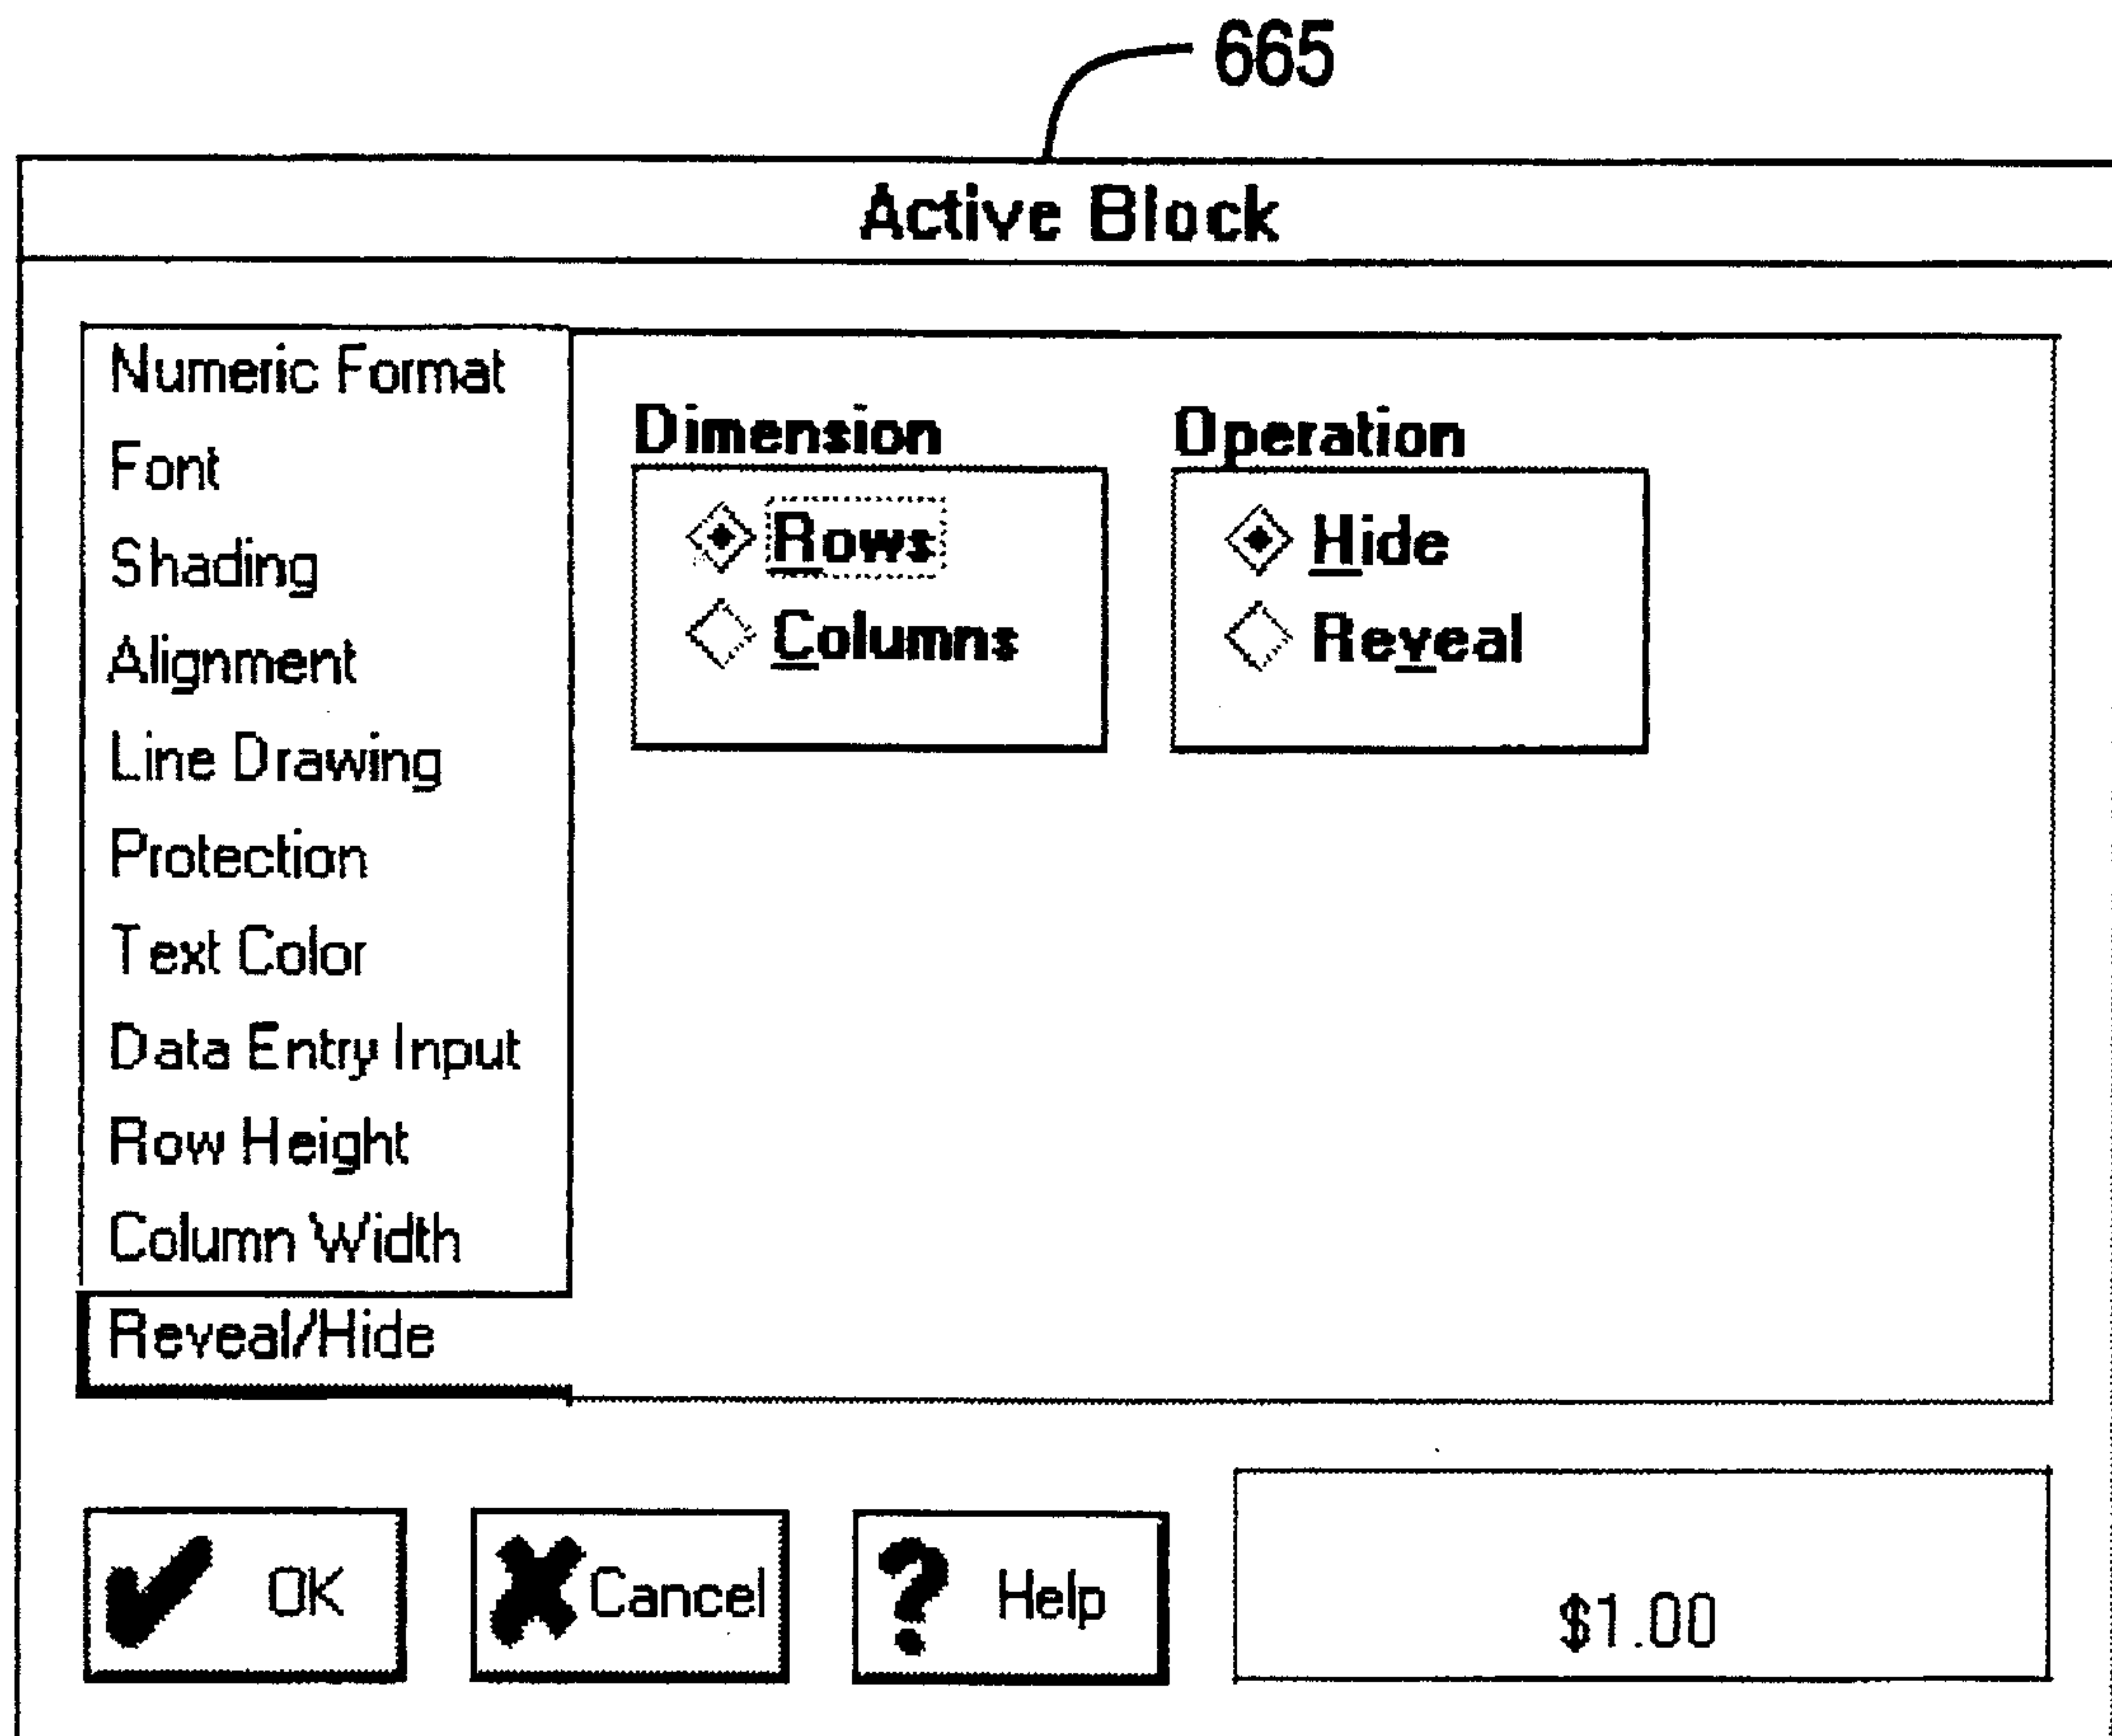 665
Active Block
Numeric Format
Font
Shading
Alignment
Line Drawing
Protection
Text Color
Data Entry Input
Row Height
Column Width
Reveal/Hide
Dimension
Rows
Columns
Operation
Hide
Reveal
OK
Cancel
Help
$1.00